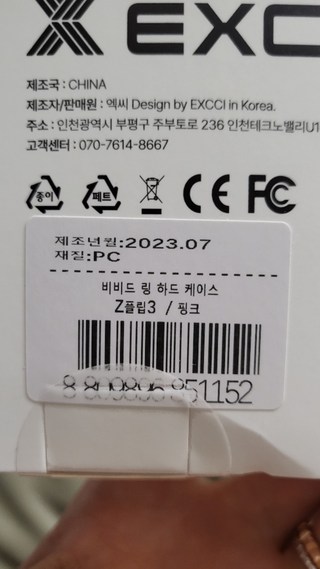 EXC
제조국 : CHINA
제조자/판매원 : 엑씨 Design by EXCCI in Korea.
주소 : 인천광역시 부평구 주부토로 236 인천테크노밸리U1
고객센터 : 070-7614-8667
종이 페트 CE FC
제조년월:2023.07
재질:PC
비비드 링 하드 케이스
Z플립3 / 핑크
8 809896 851152